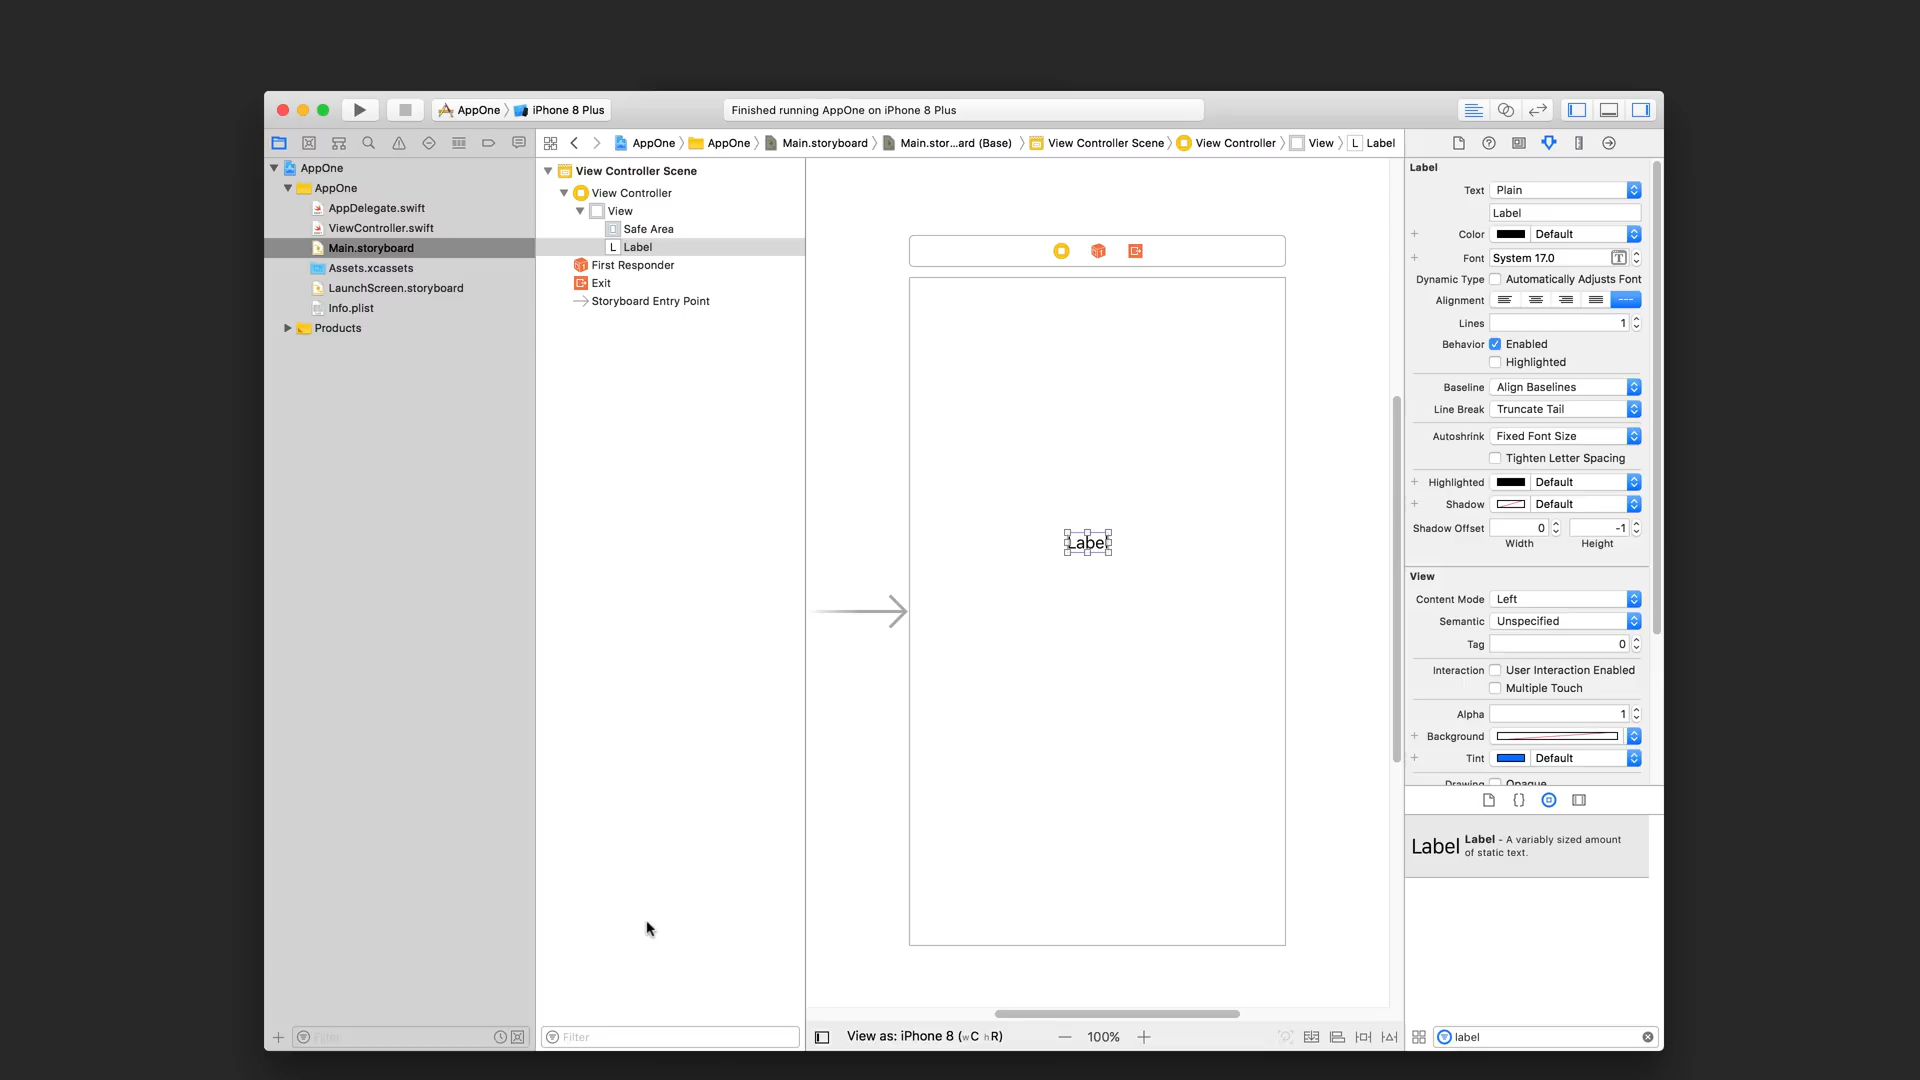 AppOne
iPhone 8 Plus
Finished running AppOne on iPhone 8 Plus
AppOne
AppOne
Main.storyboard
Main.stor...ard (Base)
View Controller Scene
View Controller
View
L Label
AppOne
AppOne
AppDelegate.swift
ViewController.swift
Main.storyboard
Assets.xcassets
LaunchScreen.storyboard
Info.plist
Products
Filter
View Controller Scene
View Controller
View
Safe Area
L Label
First Responder
Exit
Storyboard Entry Point
Filter
Label
View as: iPhone 8 (wC hR)
100%
Label
Text Plain
Label
Color Default
Font System 17.0 T
Dynamic Type Automatically Adjusts Font
Alignment
Lines 1
Behavior Enabled
Highlighted
Baseline Align Baselines
Line Break Truncate Tail
Autoshrink Fixed Font Size
Tighten Letter Spacing
Highlighted Default
Shadow Default
Shadow Offset 0 -1
Width Height
View
Content Mode Left
Semantic Unspecified
Tag 0
Interaction User Interaction Enabled
Multiple Touch
Alpha 1
Background
Tint Default
Drawing Opaque
Label Label - A variably sized amount
of static text.
label